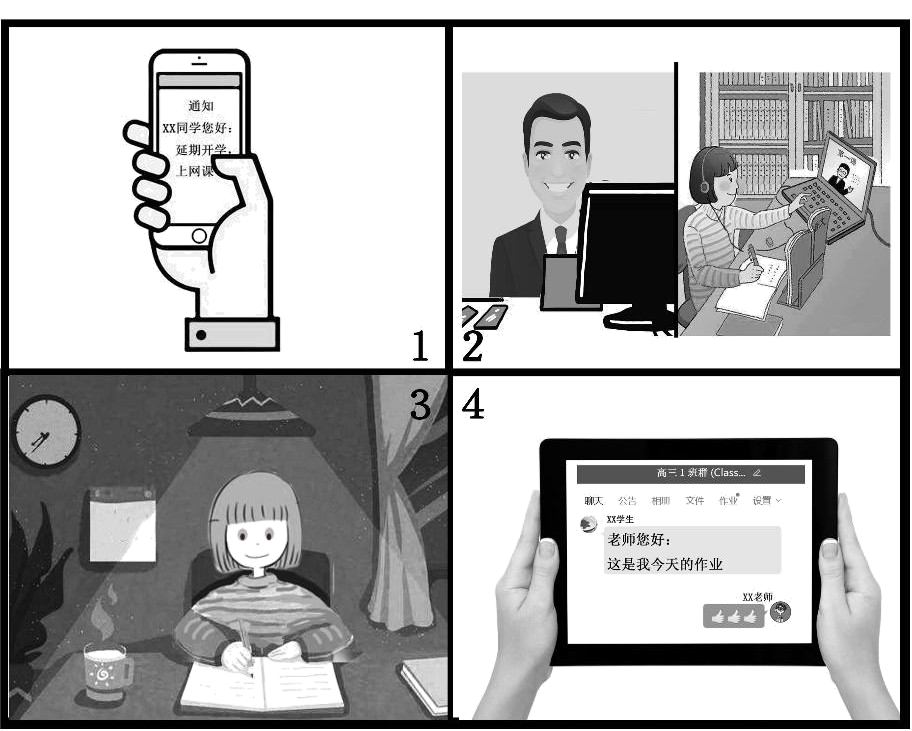 通知
XX同学您好:
延期开学,
上网课
1
2
第一课
3
4
高三1班群(Class...
聊天 公告 相册 文件 作业 设置
XX学生
老师您好:
这是我今天的作业
XX老师